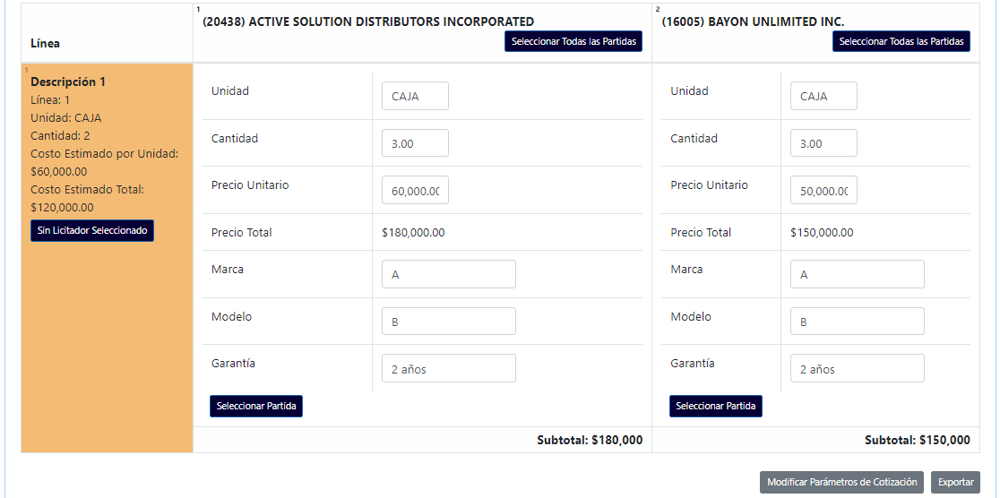 Línea
1
(20438) ACTIVE SOLUTION DISTRIBUTORS INCORPORATED
Seleccionar Todas las Partidas
2
(16005) BAYON UNLIMITED INC.
Seleccionar Todas las Partidas
1
Descripción 1
Línea: 1
Unidad: CAJA
Cantidad: 2
Costo Estimado por Unidad:
$60,000.00
Costo Estimado Total:
$120,000.00
Sin Licitador Seleccionado
Unidad CAJA
Cantidad 3.00
Precio Unitario 60,000.0
Precio Total $180,000.00
Marca A
Modelo B
Garantía 2 años
Seleccionar Partida
Subtotal: $180,000
Unidad CAJA
Cantidad 3.00
Precio Unitario 50,000.0
Precio Total $150,000.00
Marca A
Modelo B
Garantía 2 años
Seleccionar Partida
Subtotal: $150,000
Modificar Parámetros de Cotización Exportar